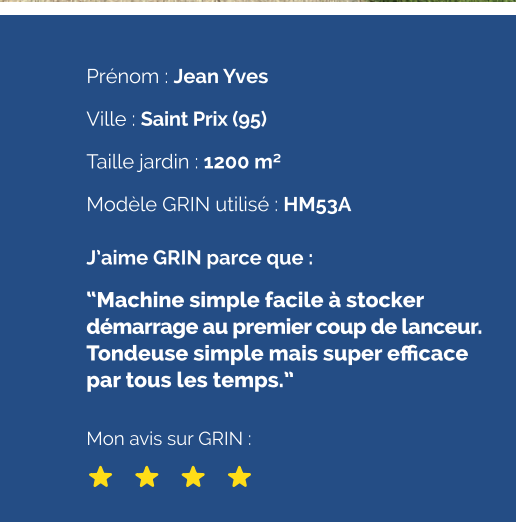 Prénom : Jean Yves
Ville : Saint Prix (95)
Taille jardin : 1200 m²
Modèle GRIN utilisé : HM53A
J'aime GRIN parce que :
“Machine simple facile à stocker
démarrage au premier coup de lanceur.
Tondeuse simple mais super efficace
par tous les temps.”
Mon avis sur GRIN :